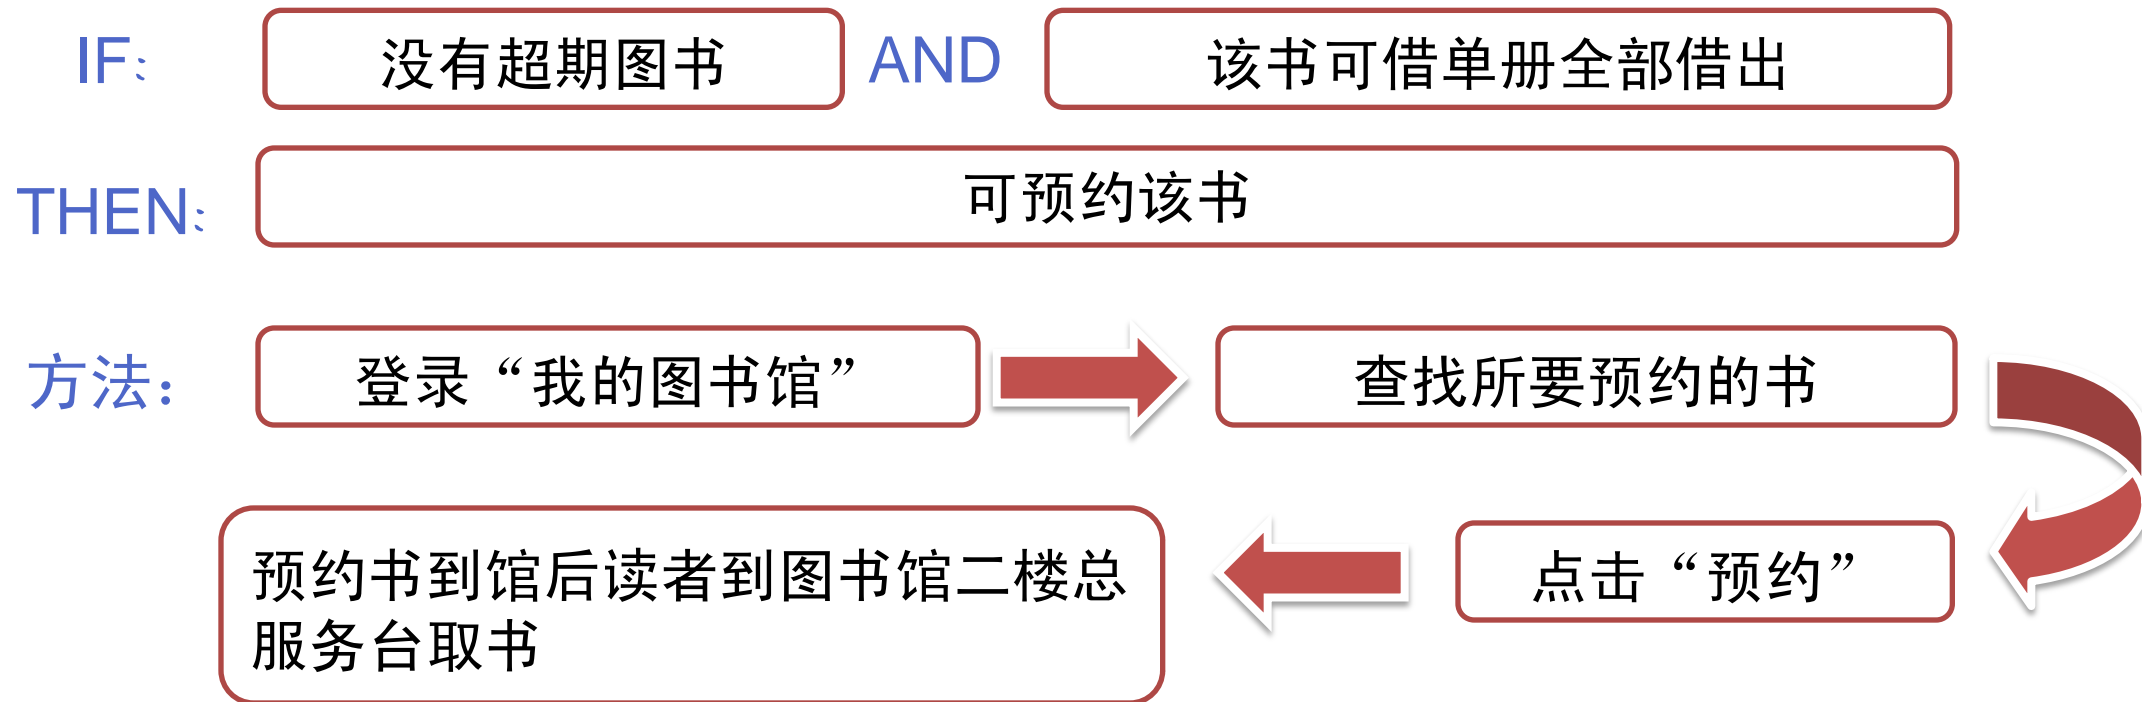 IF: 没有超期图书 AND 该书可借单册全部借出
THEN: 可预约该书
方法: 登录“我的图书馆” 查找所要预约的书
点击“预约”
预约书到馆后读者到图书馆二楼总
服务台取书